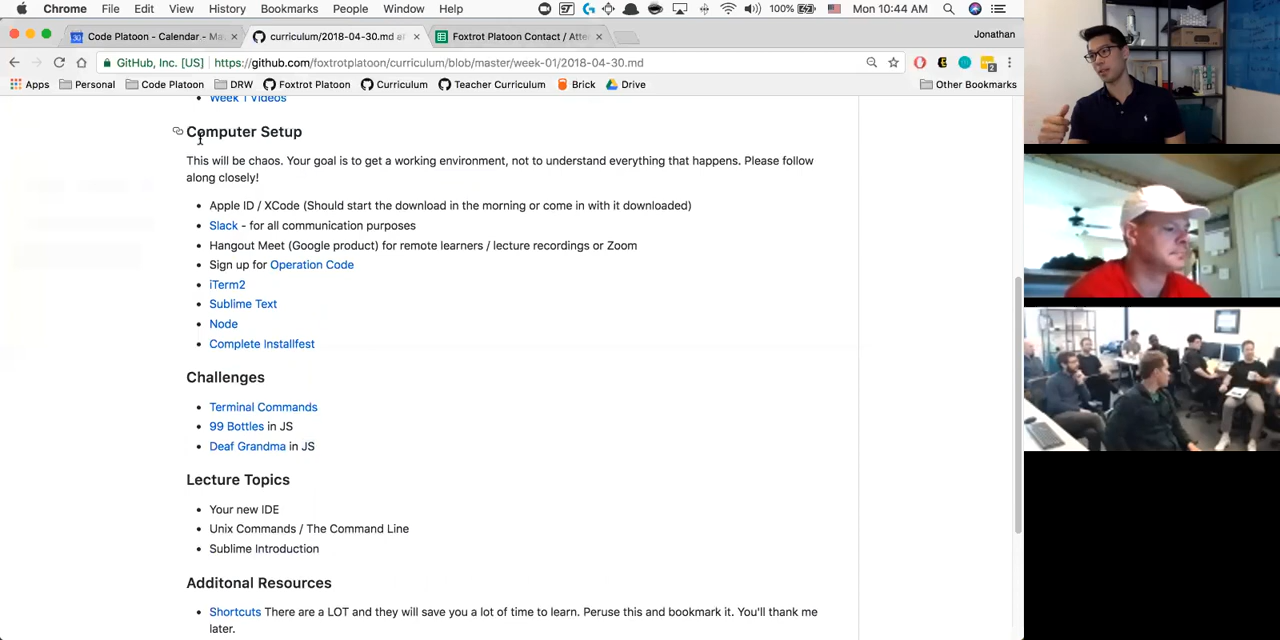 Chrome File Edit View History Bookmarks People Window Help 100% Mon 10:44 AM
Code Platoon - Calendar - M curriculum/2018-04-30.md at Foxtrot Platoon Contact / Atte Jonathan
GitHub, Inc. [US] https://github.com/foxtrotplatoon/curriculum/blob/master/week-01/2018-04-30.md
Apps Personal Code Platoon DRW Foxtrot Platoon Curriculum Actualize Curriculum Brick Drive Other Bookmarks
Week 1 Videos
Computer Setup
This will be chaos. Your goal is to get a working environment, not to understand everything that happens. Please follow
along closely!
Apple ID / XCode (Should start the download in the morning or come in with it downloaded)
Slack - for all communication purposes
Hangout Meet (Google product) for remote learners / lecture recordings or Zoom
Sign up for Operation Code
iTerm2
Sublime Text
Node
Complete Installfest
Challenges
Terminal Commands
99 Bottles in JS
Deaf Grandma in JS
Lecture Topics
Your new IDE
Unix Commands / The Command Line
Sublime Introduction
Additonal Resources
Shortcuts There are a LOT and they will save you a lot of time to learn. Peruse this and bookmark it. You'll thank me
later.